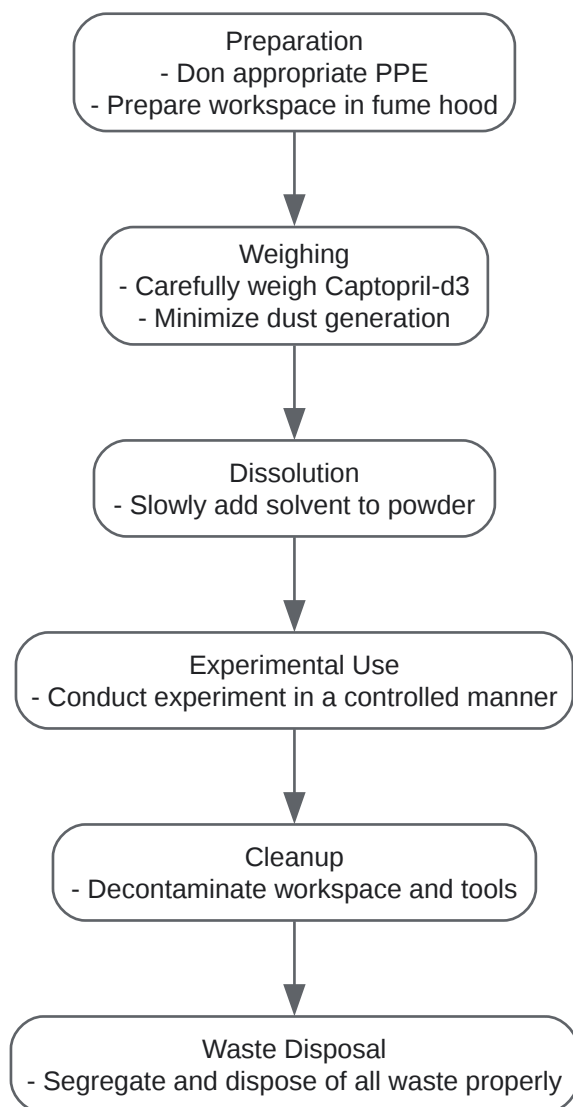 Preparation
- Don appropriate PPE
- Prepare workspace in fume hood
Weighing
- Carefully weigh Captopril-d3
- Minimize dust generation
Dissolution
- Slowly add solvent to powder
Experimental Use
- Conduct experiment in a controlled manner
Cleanup
- Decontaminate workspace and tools
Waste Disposal
- Segregate and dispose of all waste properly